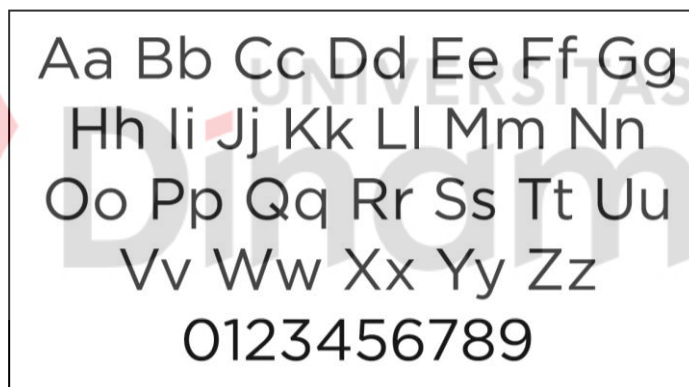 Aa Bb Cc Dd Ee Ff Gg
Hh Ii Jj Kk Ll Mm Nn
Oo Pp Qq Rr Ss Tt Uu
Vv Ww Xx Yy Zz
0123456789
UNIVERSITAS
Dinam